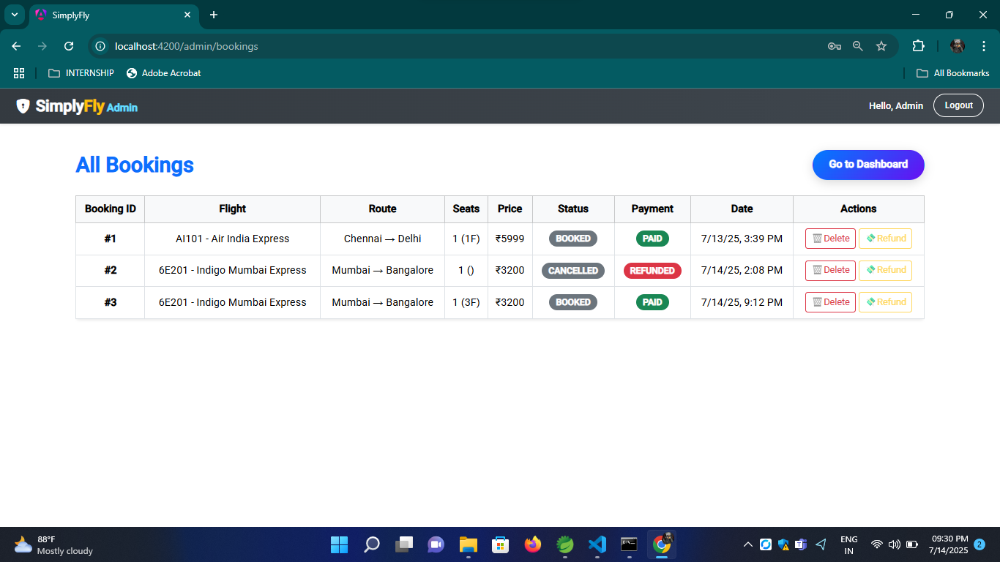 SimplyFly
localhost:4200/admin/bookings
INTERNSHIP
Adobe Acrobat
All Bookmarks
SimplyFly Admin
Hello, Admin
Logout
All Bookings
Go to Dashboard
Booking ID Flight Route Seats Price Status Payment Date Actions
#1 AI101 - Air India Express Chennai → Delhi 1 (1F) ₹5999 BOOKED PAID 7/13/25, 3:39 PM Delete Refund
#2 6E201 - Indigo Mumbai Express Mumbai → Bangalore 1 () ₹3200 CANCELLED REFUNDED 7/14/25, 2:08 PM Delete Refund
#3 6E201 - Indigo Mumbai Express Mumbai → Bangalore 1 (3F) ₹3200 BOOKED PAID 7/14/25, 9:12 PM Delete Refund
88°F
Mostly cloudy
ENG
IN
09:30 PM
7/14/2025
2